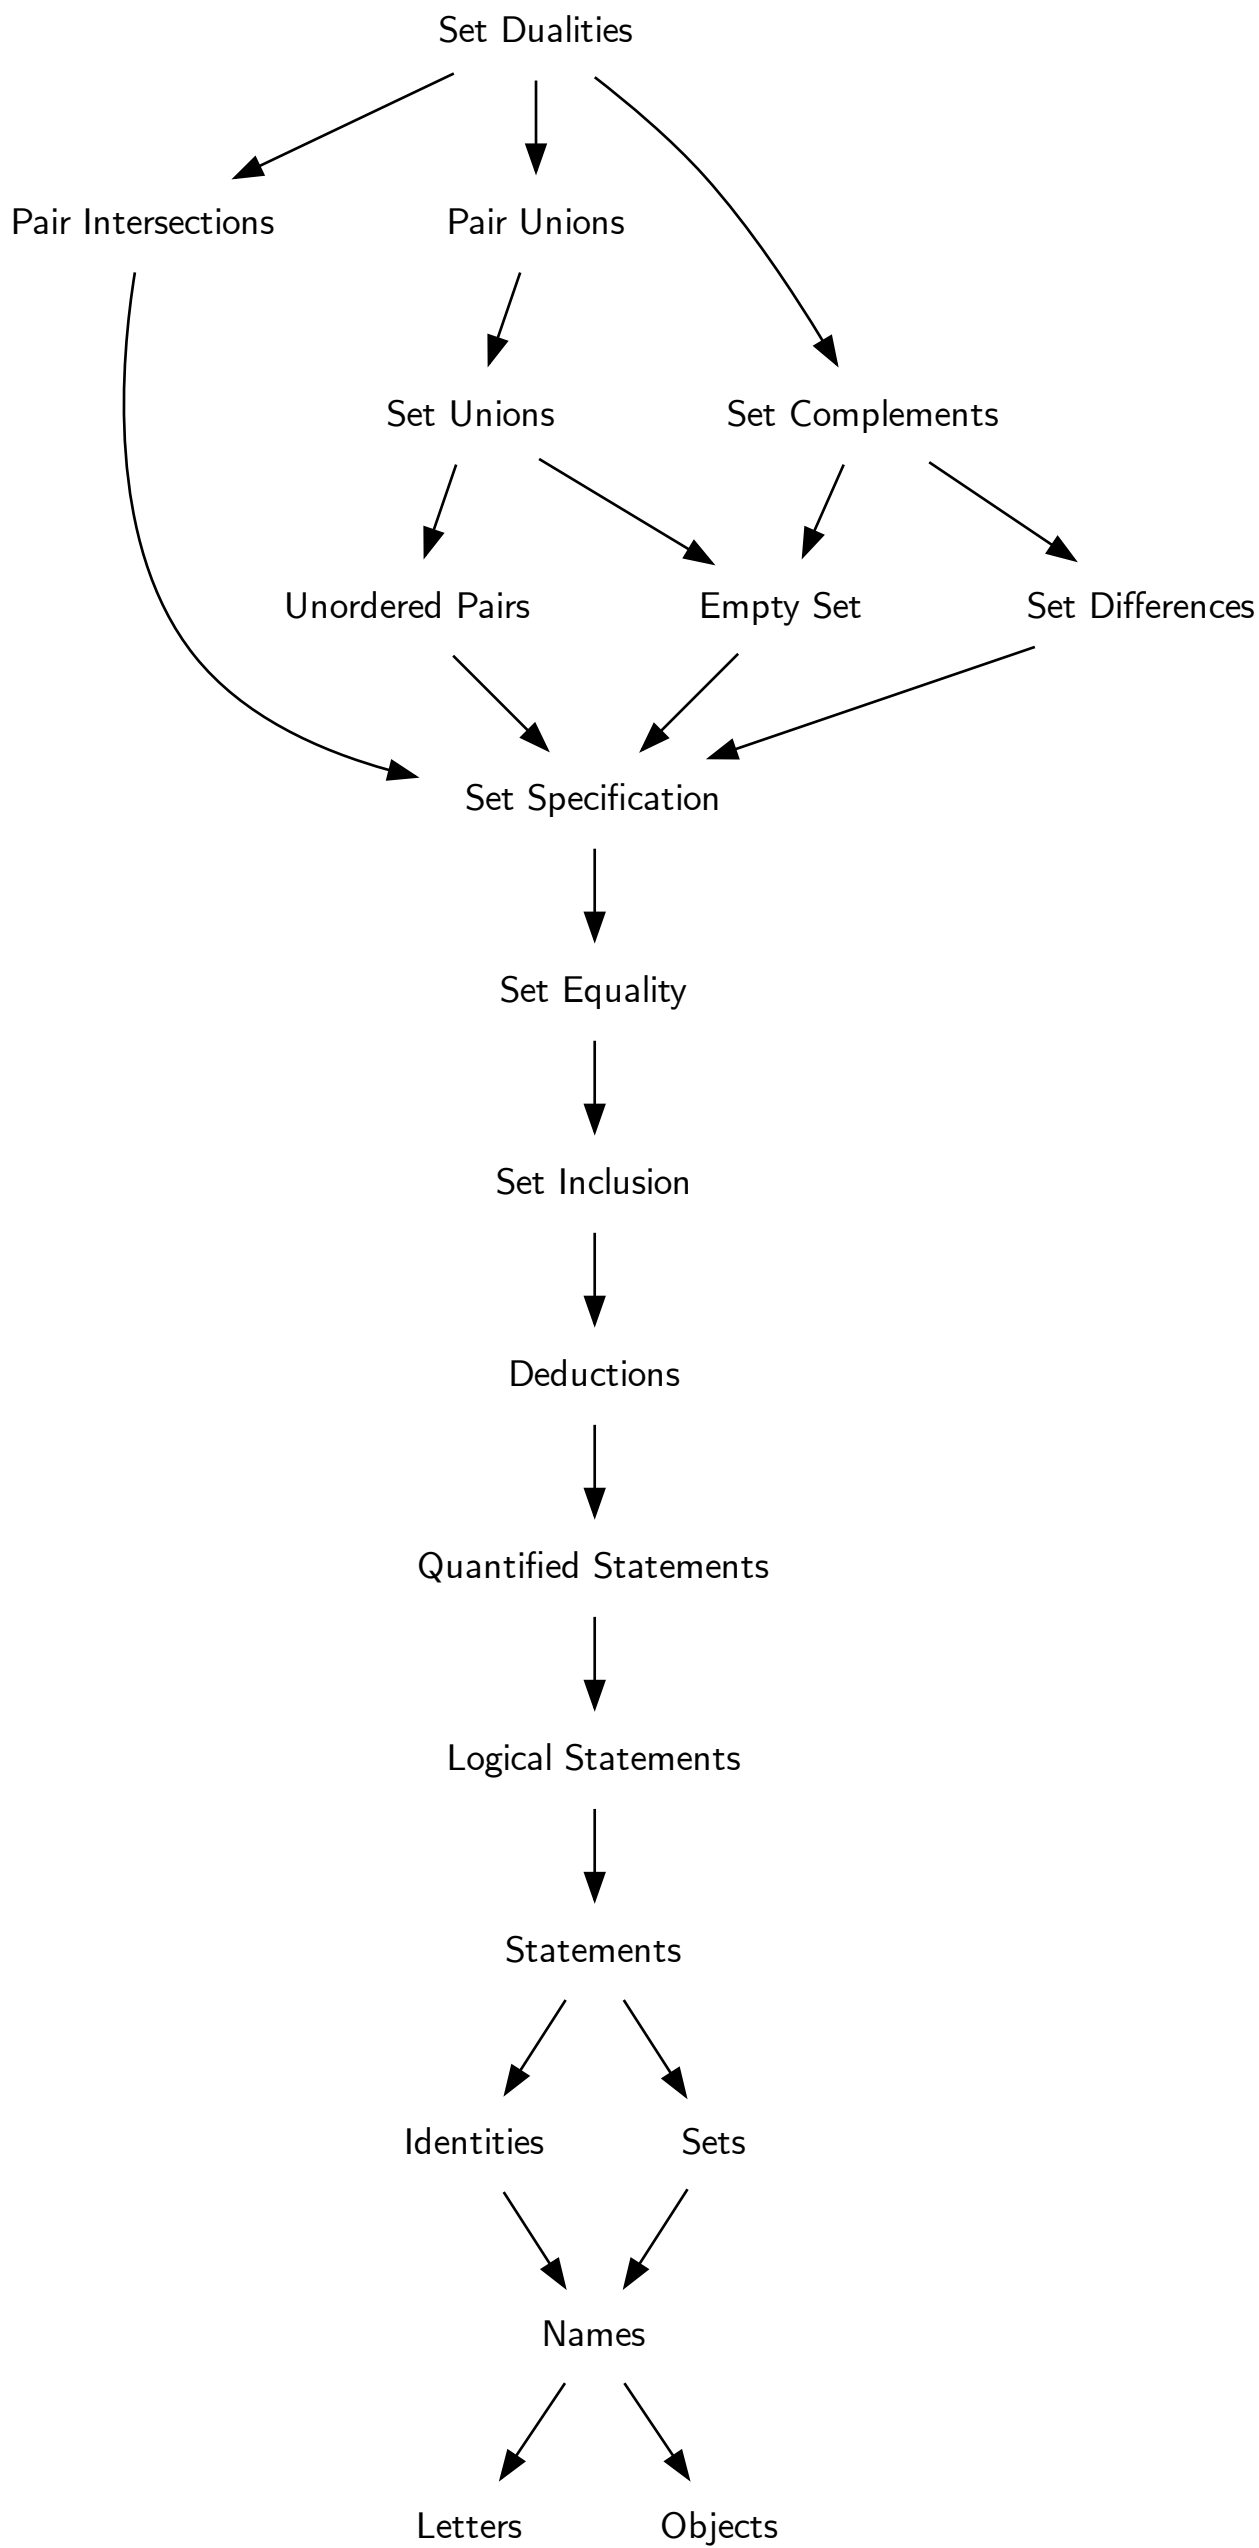 Set Dualities
Pair Intersections
Pair Unions
Set Unions
Set Complements
Unordered Pairs
Empty Set
Set Differences
Set Specification
Set Equality
Set Inclusion
Deductions
Quantified Statements
Logical Statements
Statements
Identities
Sets
Names
Letters
Objects